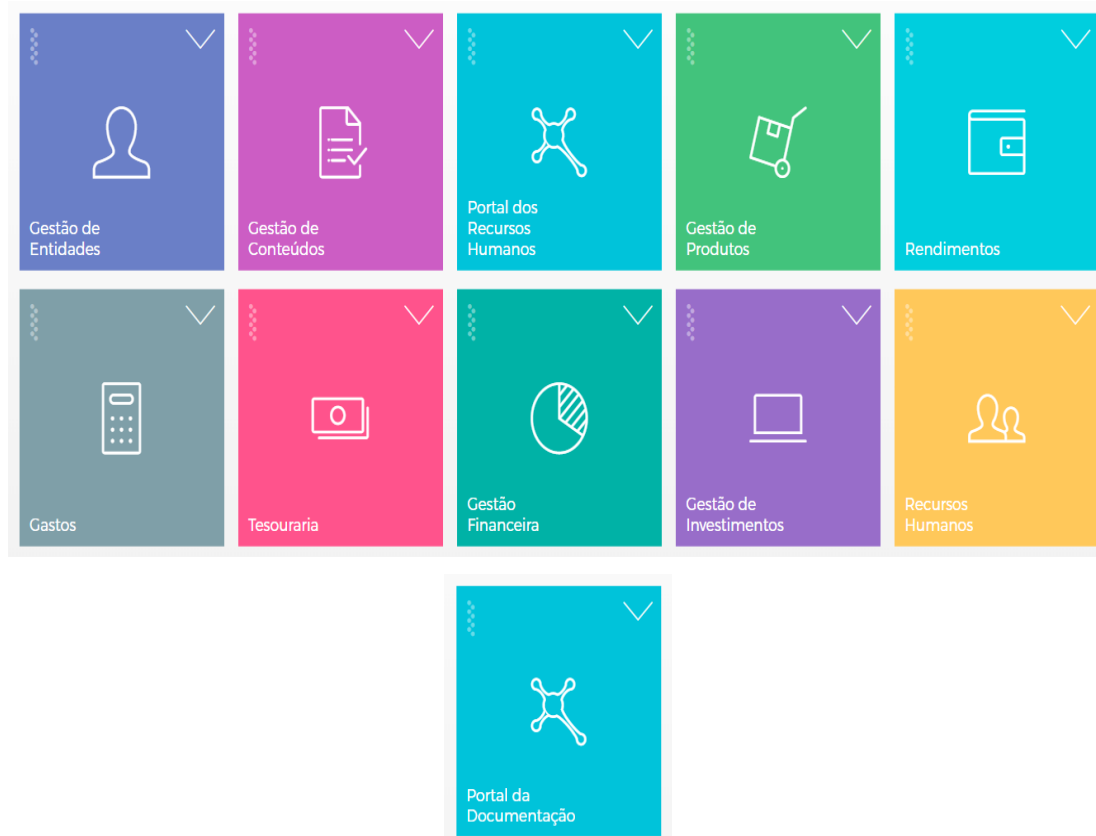 Gestão de
Entidades
Gestão de
Conteúdos
Portal dos
Recursos
Humanos
Gestão de
Produtos
Rendimentos
Gastos
Tesouraria
Gestão
Financeira
Gestão de
Investimentos
Recursos
Humanos
Portal da
Documentação